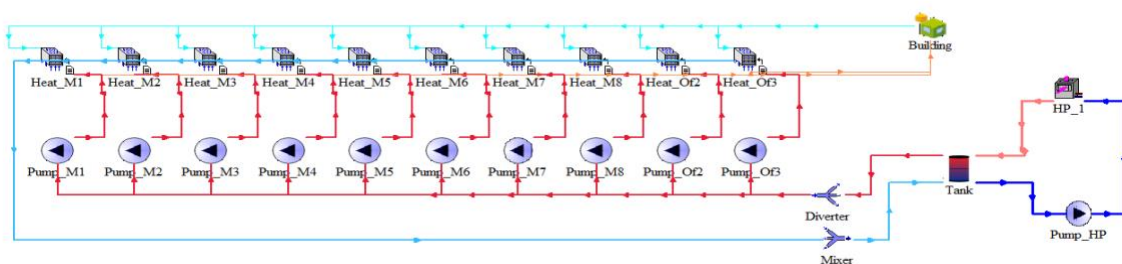 Building
Heat_M1 Heat_M2 Heat_M3 Heat_M4 Heat_M5 Heat_M6 Heat_M7 Heat_M8 Heat_Of2 Heat_Of3
HP_1
Pump_M1 Pump_M2 Pump_M3 Pump_M4 Pump_M5 Pump_M6 Pump_M7 Pump_M8 Pump_Of2 Pump_Of3
Tank
Diverter
Pump_HP
Mixer